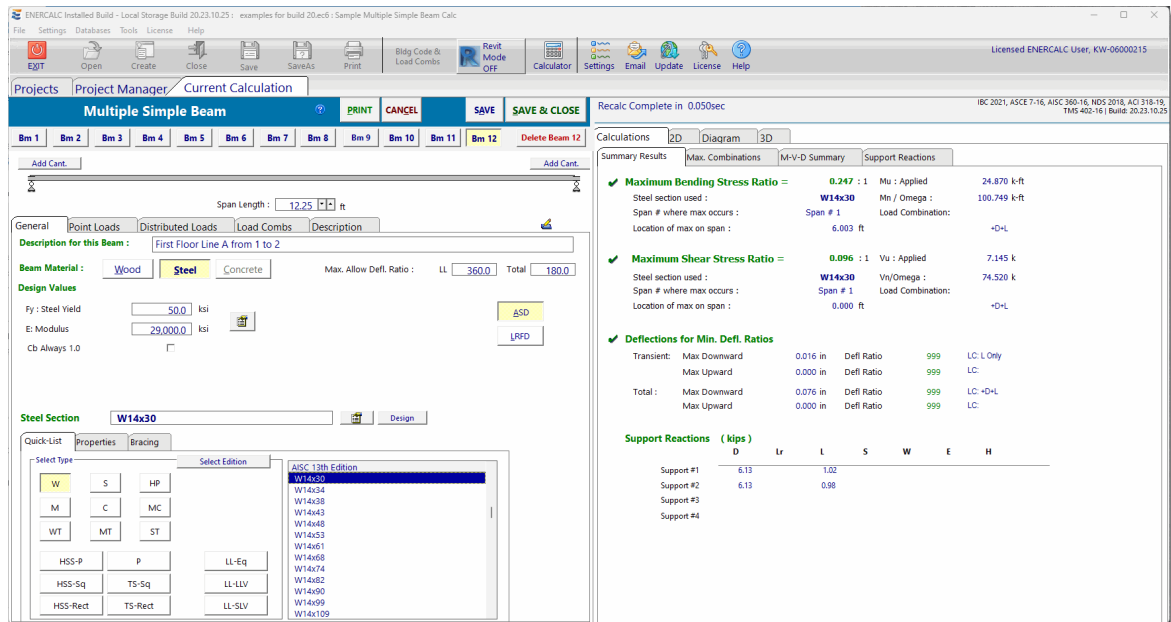 ENERCALC Installed Build - Local Storage Build 20.23.10.25 : examples for build 20.ec6 : Sample Multiple Simple Beam Calc
File Settings Databases Tools License Help
EXIT Open Create Close Save SaveAs Print Bldg Code & Load Combs Revit Mode OFF Calculator Settings Email Update License Help
Licensed ENERCALC User, KW-06000215
Projects Project Manager Current Calculation
Multiple Simple Beam ? PRINT CANCEL SAVE SAVE & CLOSE
Bm 1 Bm 2 Bm 3 Bm 4 Bm 5 Bm 6 Bm 7 Bm 8 Bm 9 Bm 10 Bm 11 Bm 12 Delete Beam 12
Add Cant. Add Cant.
Span Length : 12.25 ft
General Point Loads Distributed Loads Load Combs Description
Description for this Beam : First Floor Line A from 1 to 2
Beam Material : Wood Steel Concrete Max. Allow Defl. Ratio : LL 360.0 Total 180.0
Design Values
Fy : Steel Yield 50.0 ksi ASD
E: Modulus 29,000.0 ksi LRFD
Cb Always 1.0
Steel Section W14x30 Design
Quick-List Properties Bracing
Select Type Select Edition
W S HP
M C MC
WT MT ST
HSS-P P LL-Eq
HSS-Sq TS-Sq LL-LLV
HSS-Rect TS-Rect LL-SLV
AISC 13th Edition
W14x30
W14x34
W14x38
W14x43
W14x48
W14x53
W14x61
W14x68
W14x74
W14x82
W14x90
W14x99
W14x109
Recalc Complete in 0.050sec
IBC 2021, ASCE 7-16, AISC 360-16, NDS 2018, ACI 318-19,
TMS 402-16 | Build: 20.23.10.25
Calculations 2D Diagram 3D
Summary Results Max. Combinations M-V-D Summary Support Reactions
Maximum Bending Stress Ratio = 0.247 : 1 Mu : Applied 24.870 k-ft
Steel section used : W14x30 Mn / Omega : 100.749 k-ft
Span # where max occurs : Span # 1 Load Combination:
Location of max on span : 6.003 ft +D+L
Maximum Shear Stress Ratio = 0.096 : 1 Vu : Applied 7.145 k
Steel section used : W14x30 Vn/Omega : 74.520 k
Span # where max occurs : Span # 1 Load Combination:
Location of max on span : 0.000 ft +D+L
Deflections for Min. Defl. Ratios
Transient: Max Downward 0.016 in Defl Ratio 999 LC: L Only
Max Upward 0.000 in Defl Ratio 999 LC:
Total : Max Downward 0.076 in Defl Ratio 999 LC: +D+L
Max Upward 0.000 in Defl Ratio 999 LC:
Support Reactions (kips)
D Lr L S W E H
Support #1 6.13 1.02
Support #2 6.13 0.98
Support #3
Support #4